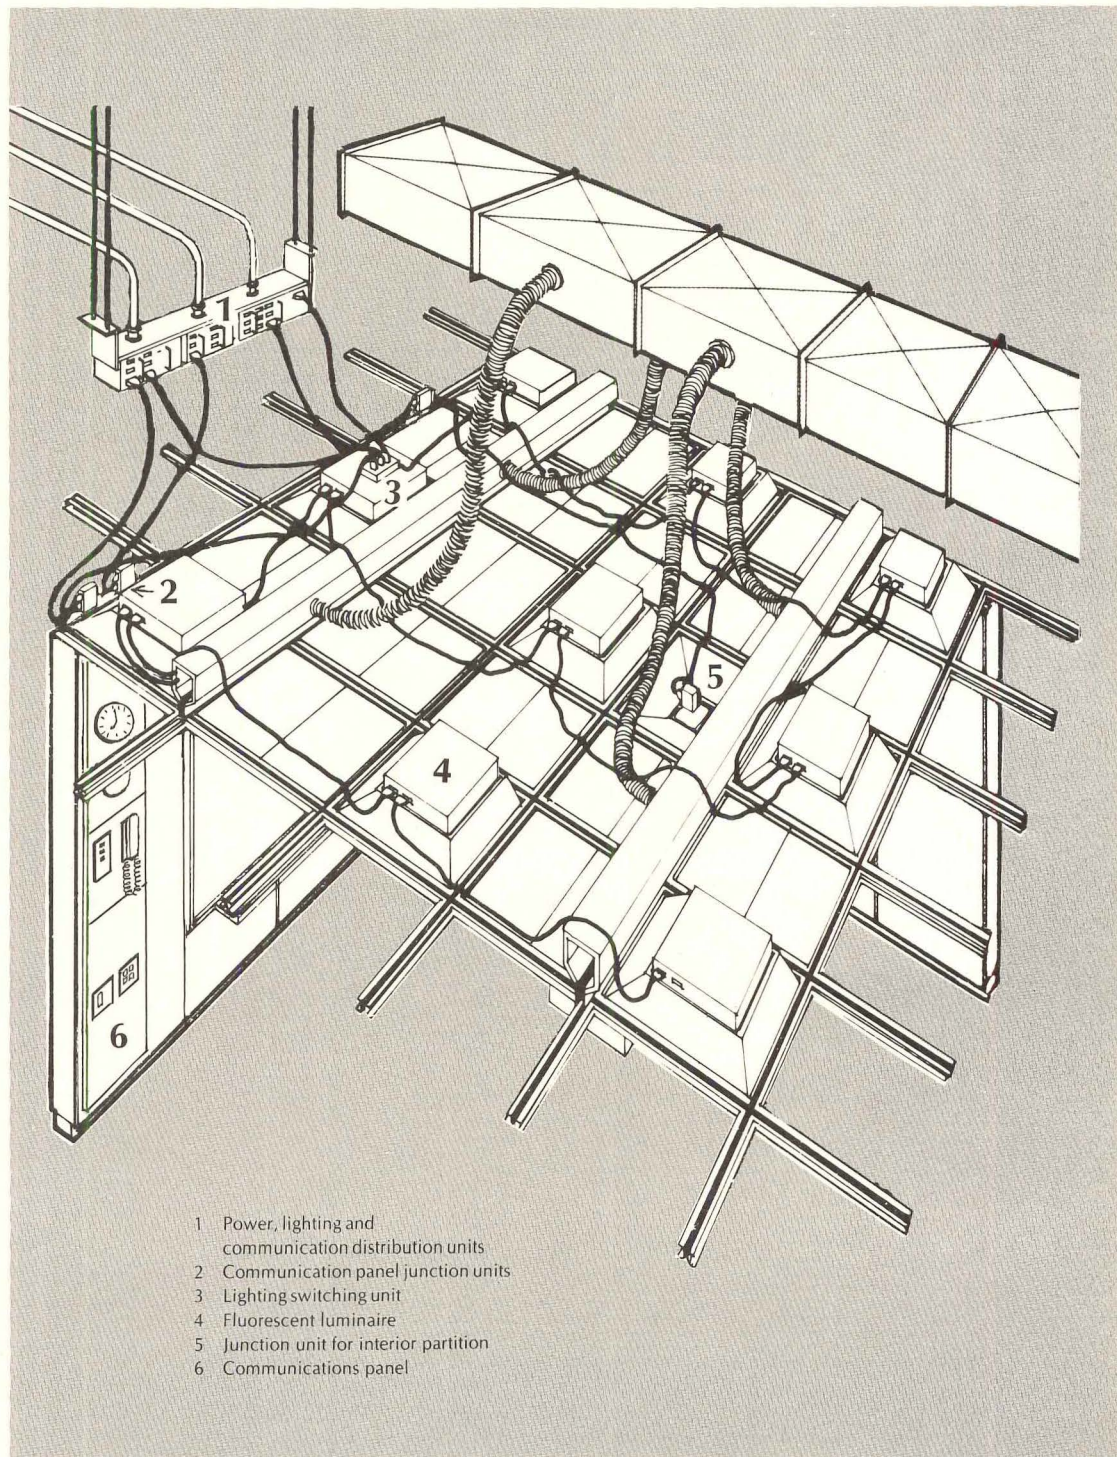 1
2
3
4
5
6
1 Power, lighting and
communication distribution units
2 Communication panel junction units
3 Lighting switching unit
4 Fluorescent luminaire
5 Junction unit for interior partition
6 Communications panel